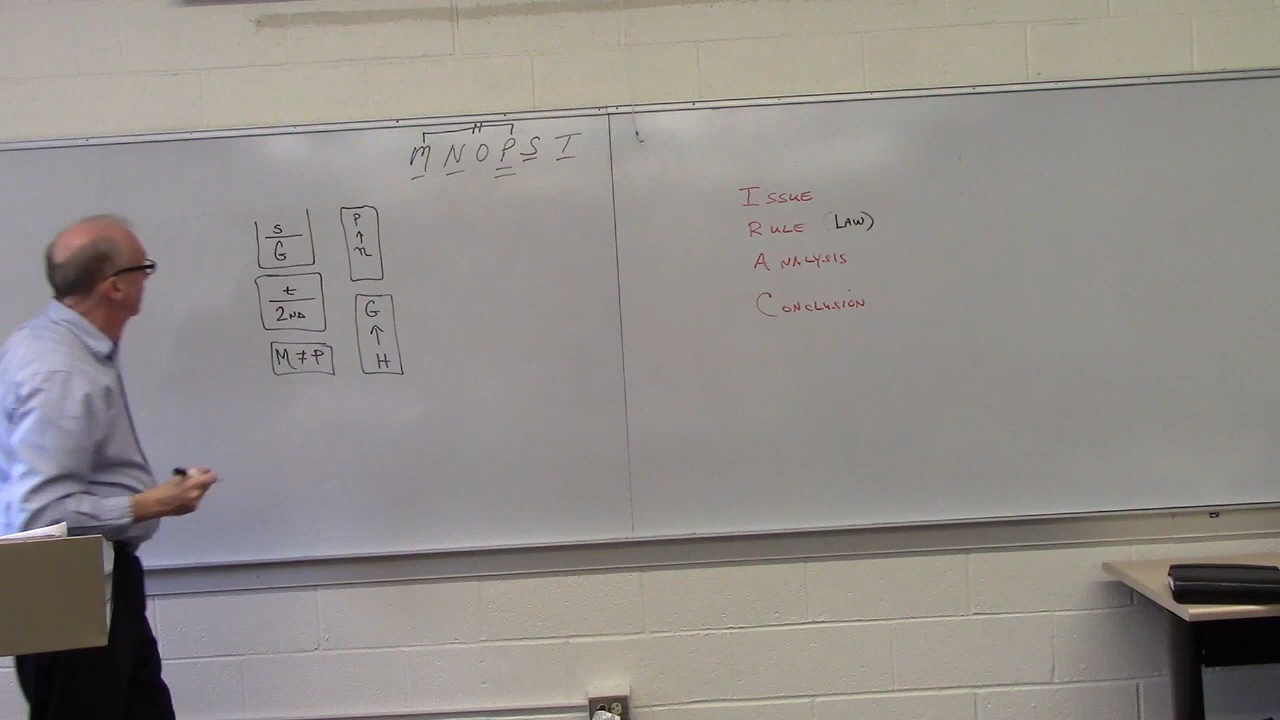 M N O P S I
S
G
t
2ND
M ≠ P
P
↑
n
G
↑
H
ISSUE
RULE (LAW)
ANALYSIS
CONCLUSION